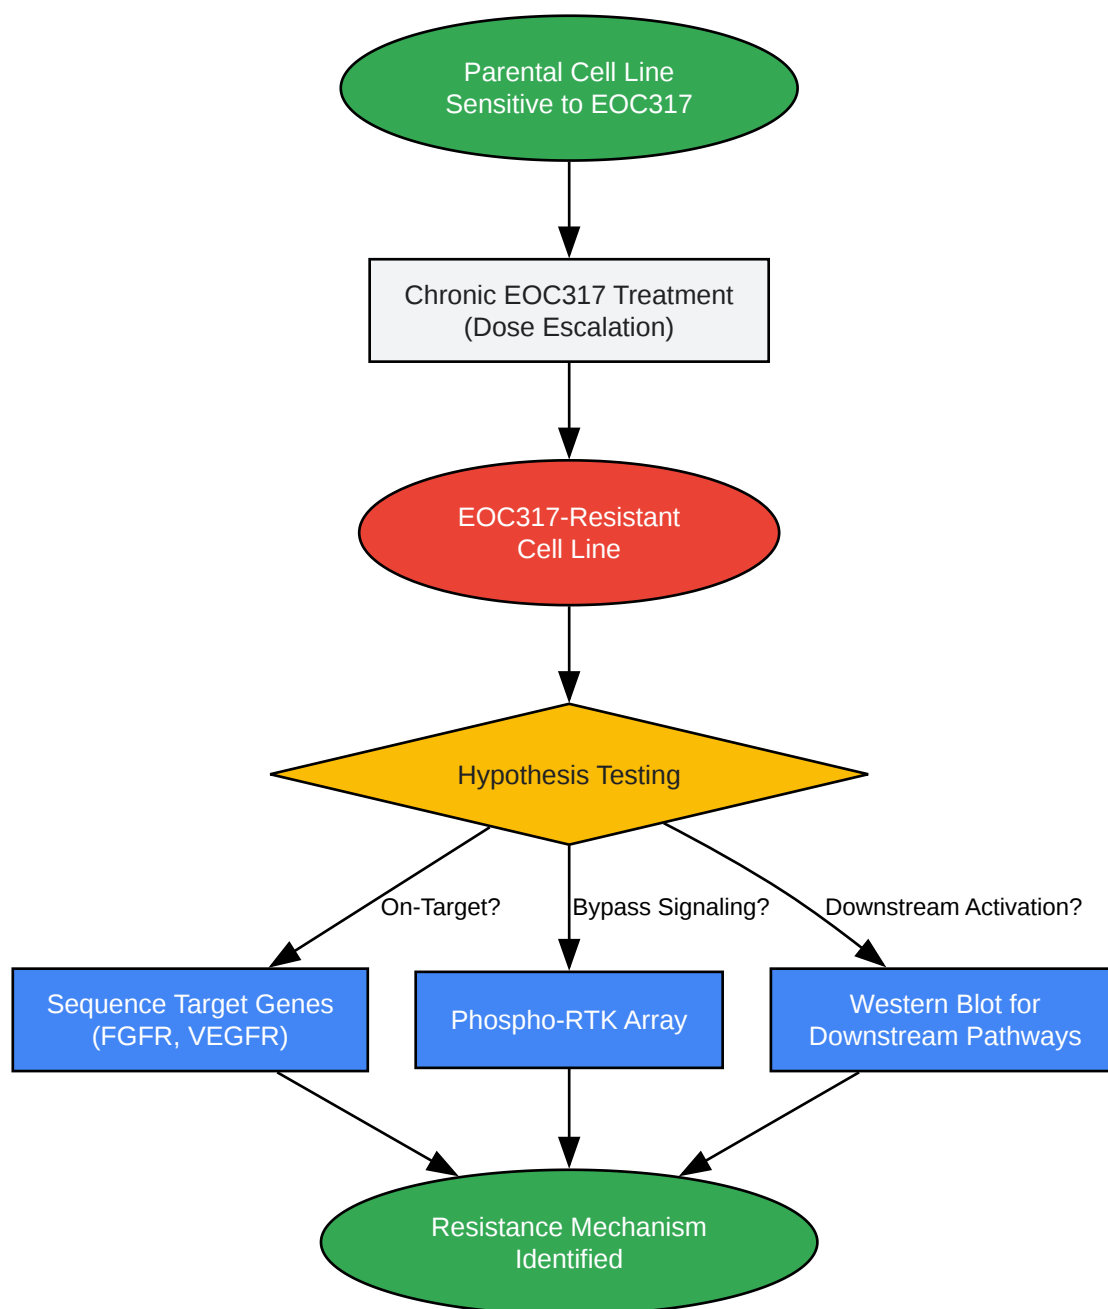 Parental Cell Line
Sensitive to EOC317
Chronic EOC317 Treatment
(Dose Escalation)
EOC317-Resistant
Cell Line
Hypothesis Testing
On-Target?
Bypass Signaling?
Downstream Activation?
Sequence Target Genes
(FGFR, VEGFR)
Phospho-RTK Array
Western Blot for
Downstream Pathways
Resistance Mechanism
Identified